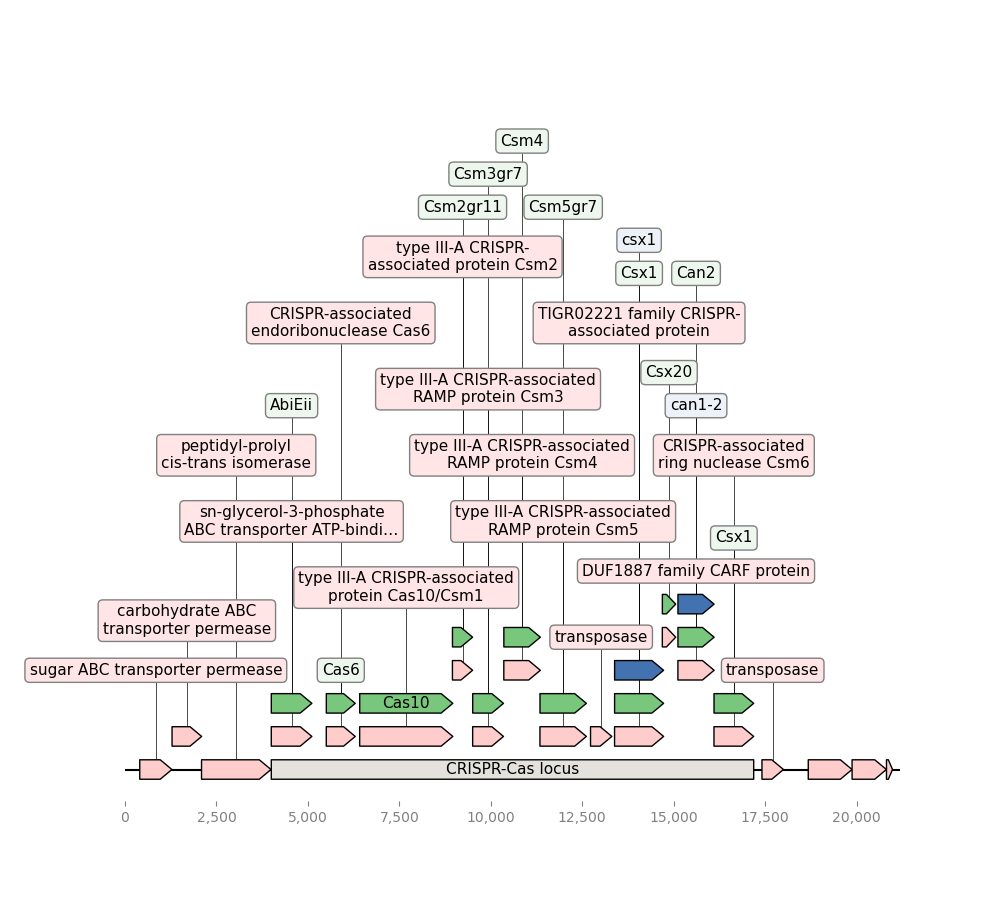 Csm4
Csm3gr7
Csm2gr11
Csm5gr7
csx1
type III-A CRISPR-
associated protein Csm2
Csx1
Can2
CRISPR-associated
endoribonuclease Cas6
TIGR02221 family CRISPR-
associated protein
Csx20
type III-A CRISPR-associated
RAMP protein Csm3
AbiEii
can1-2
peptidyl-prolyl
cis-trans isomerase
type III-A CRISPR-associated
RAMP protein Csm4
CRISPR-associated
ring nuclease Csm6
sn-glycerol-3-phosphate
ABC transporter ATP-bindi...
type III-A CRISPR-associated
RAMP protein Csm5
Csx1
DUF1887 family CARF protein
type III-A CRISPR-associated
protein Cas10/Csm1
carbohydrate ABC
transporter permease
transposase
sugar ABC transporter permease
Cas6
transposase
Cas10
CRISPR-Cas locus
0
2,500
5,000
7,500
10,000
12,500
15,000
17,500
20,000